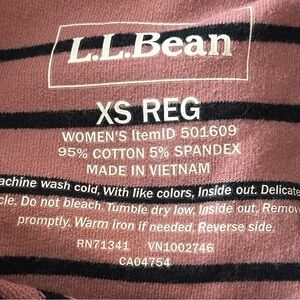 L.L.Bean
XS REG
WOMEN'S ItemID 501609
95% COTTON 5% SPANDEX
MADE IN VIETNAM
achine wash cold, With like colors, Inside out. Delicate
cle. Do not bleach. Tumble dry low, Inside out, Remov
promptly. Warm iron if needed, Reverse side.
RN71341 VN1002746
CA04754